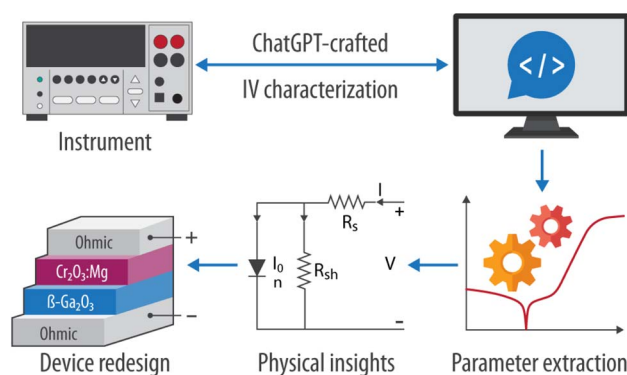 ChatGPT-crafted
IV characterization
</>
Instrument
Ohmic
+
Cr₂O₃:Mg
ß-Ga₂O₃
Ohmic
−
Device redesign
I
+
Rₛ
I₀
n
Rₛₕ
V
−
Physical insights
Parameter extraction